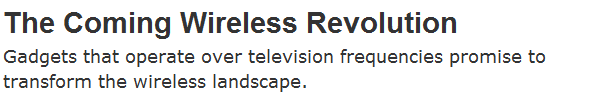 The Coming Wireless Revolution
Gadgets that operate over television frequencies promise to
transform the wireless landscape.